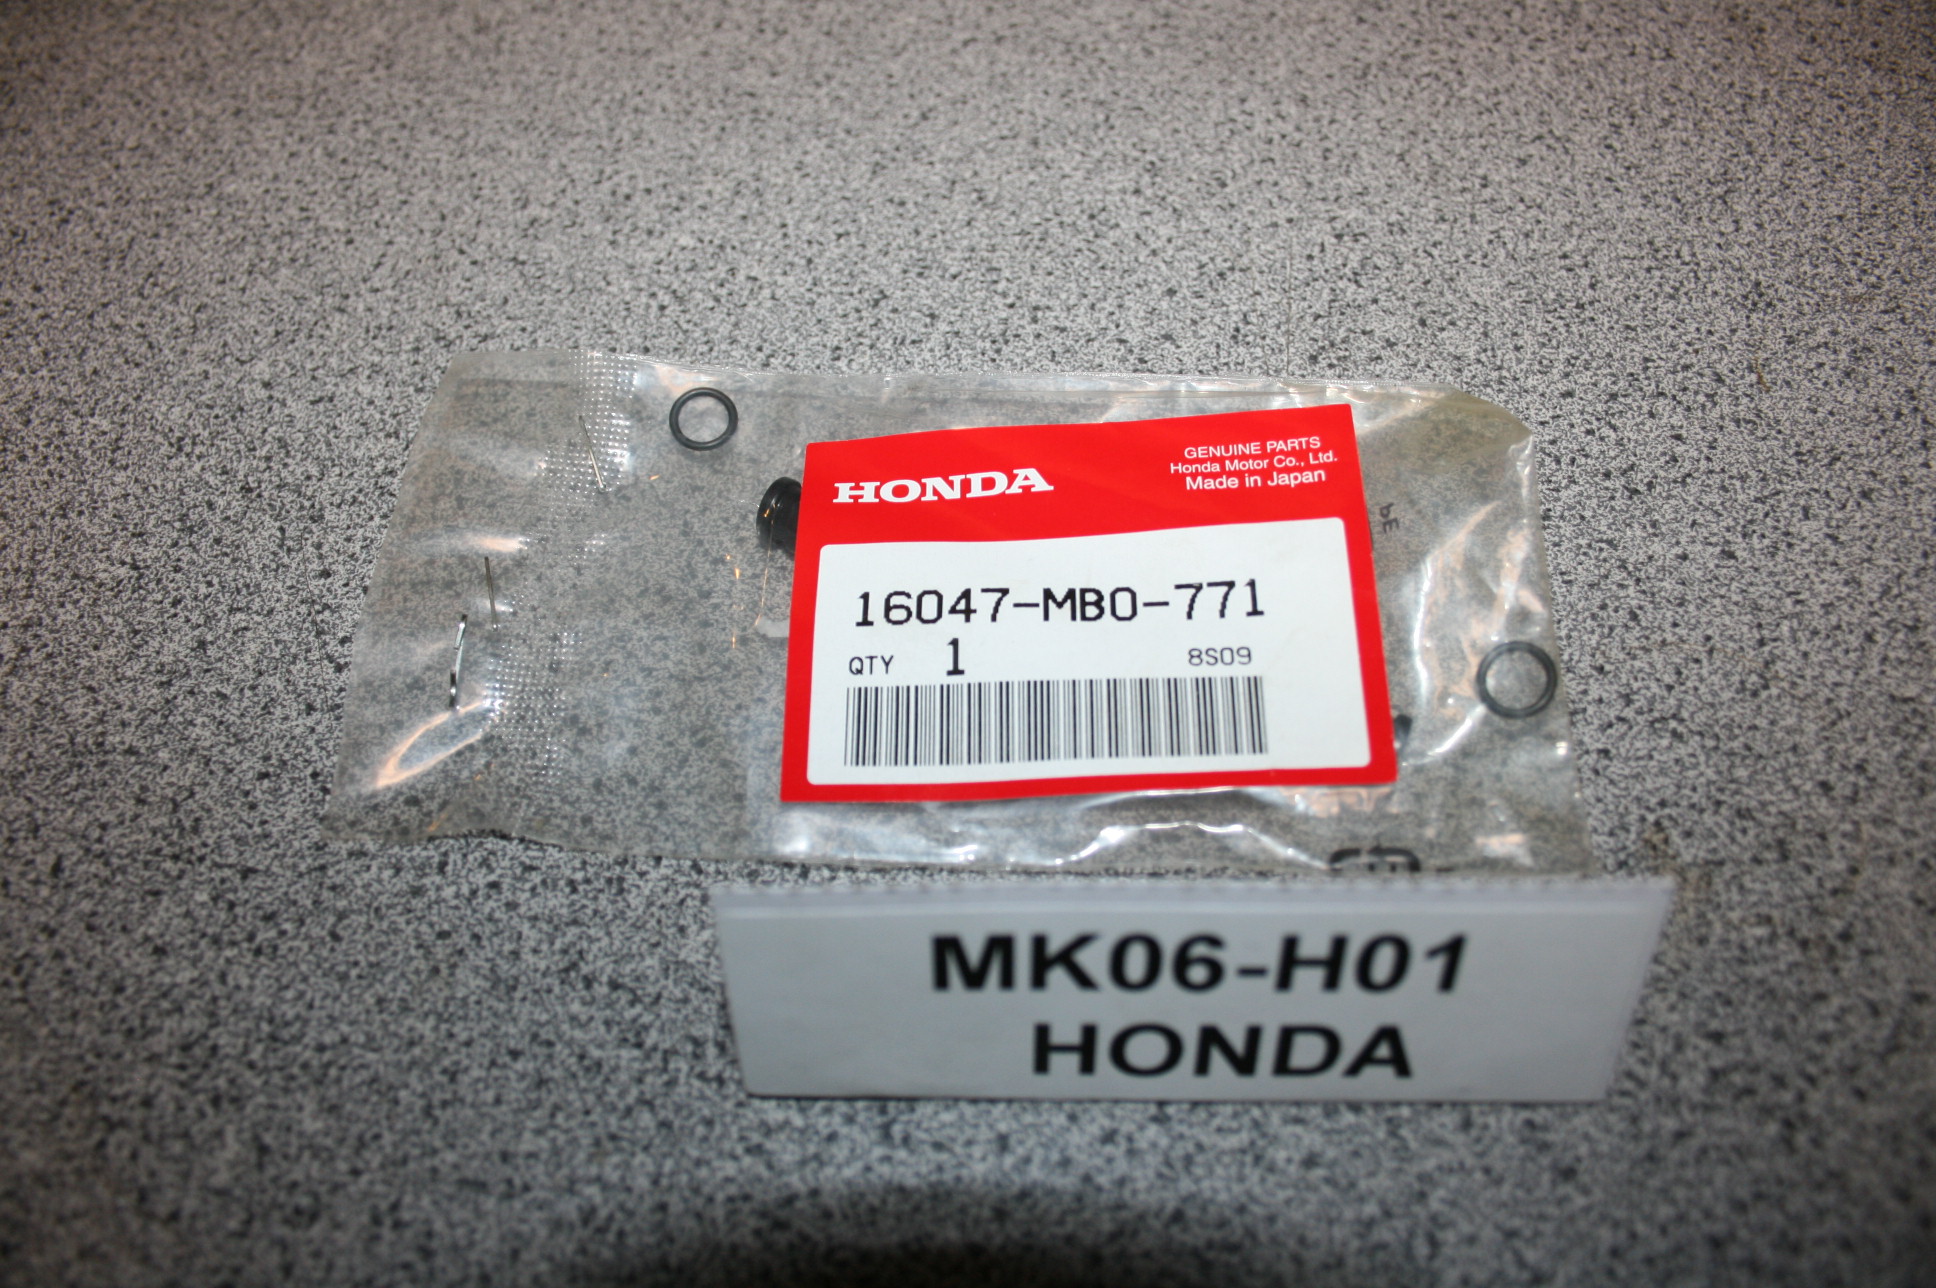 HONDA
GENUINE PARTS
Honda Motor Co., Ltd.
Made in Japan
16047-MB0-771
QTY 1 8S09
MK06-H01
HONDA